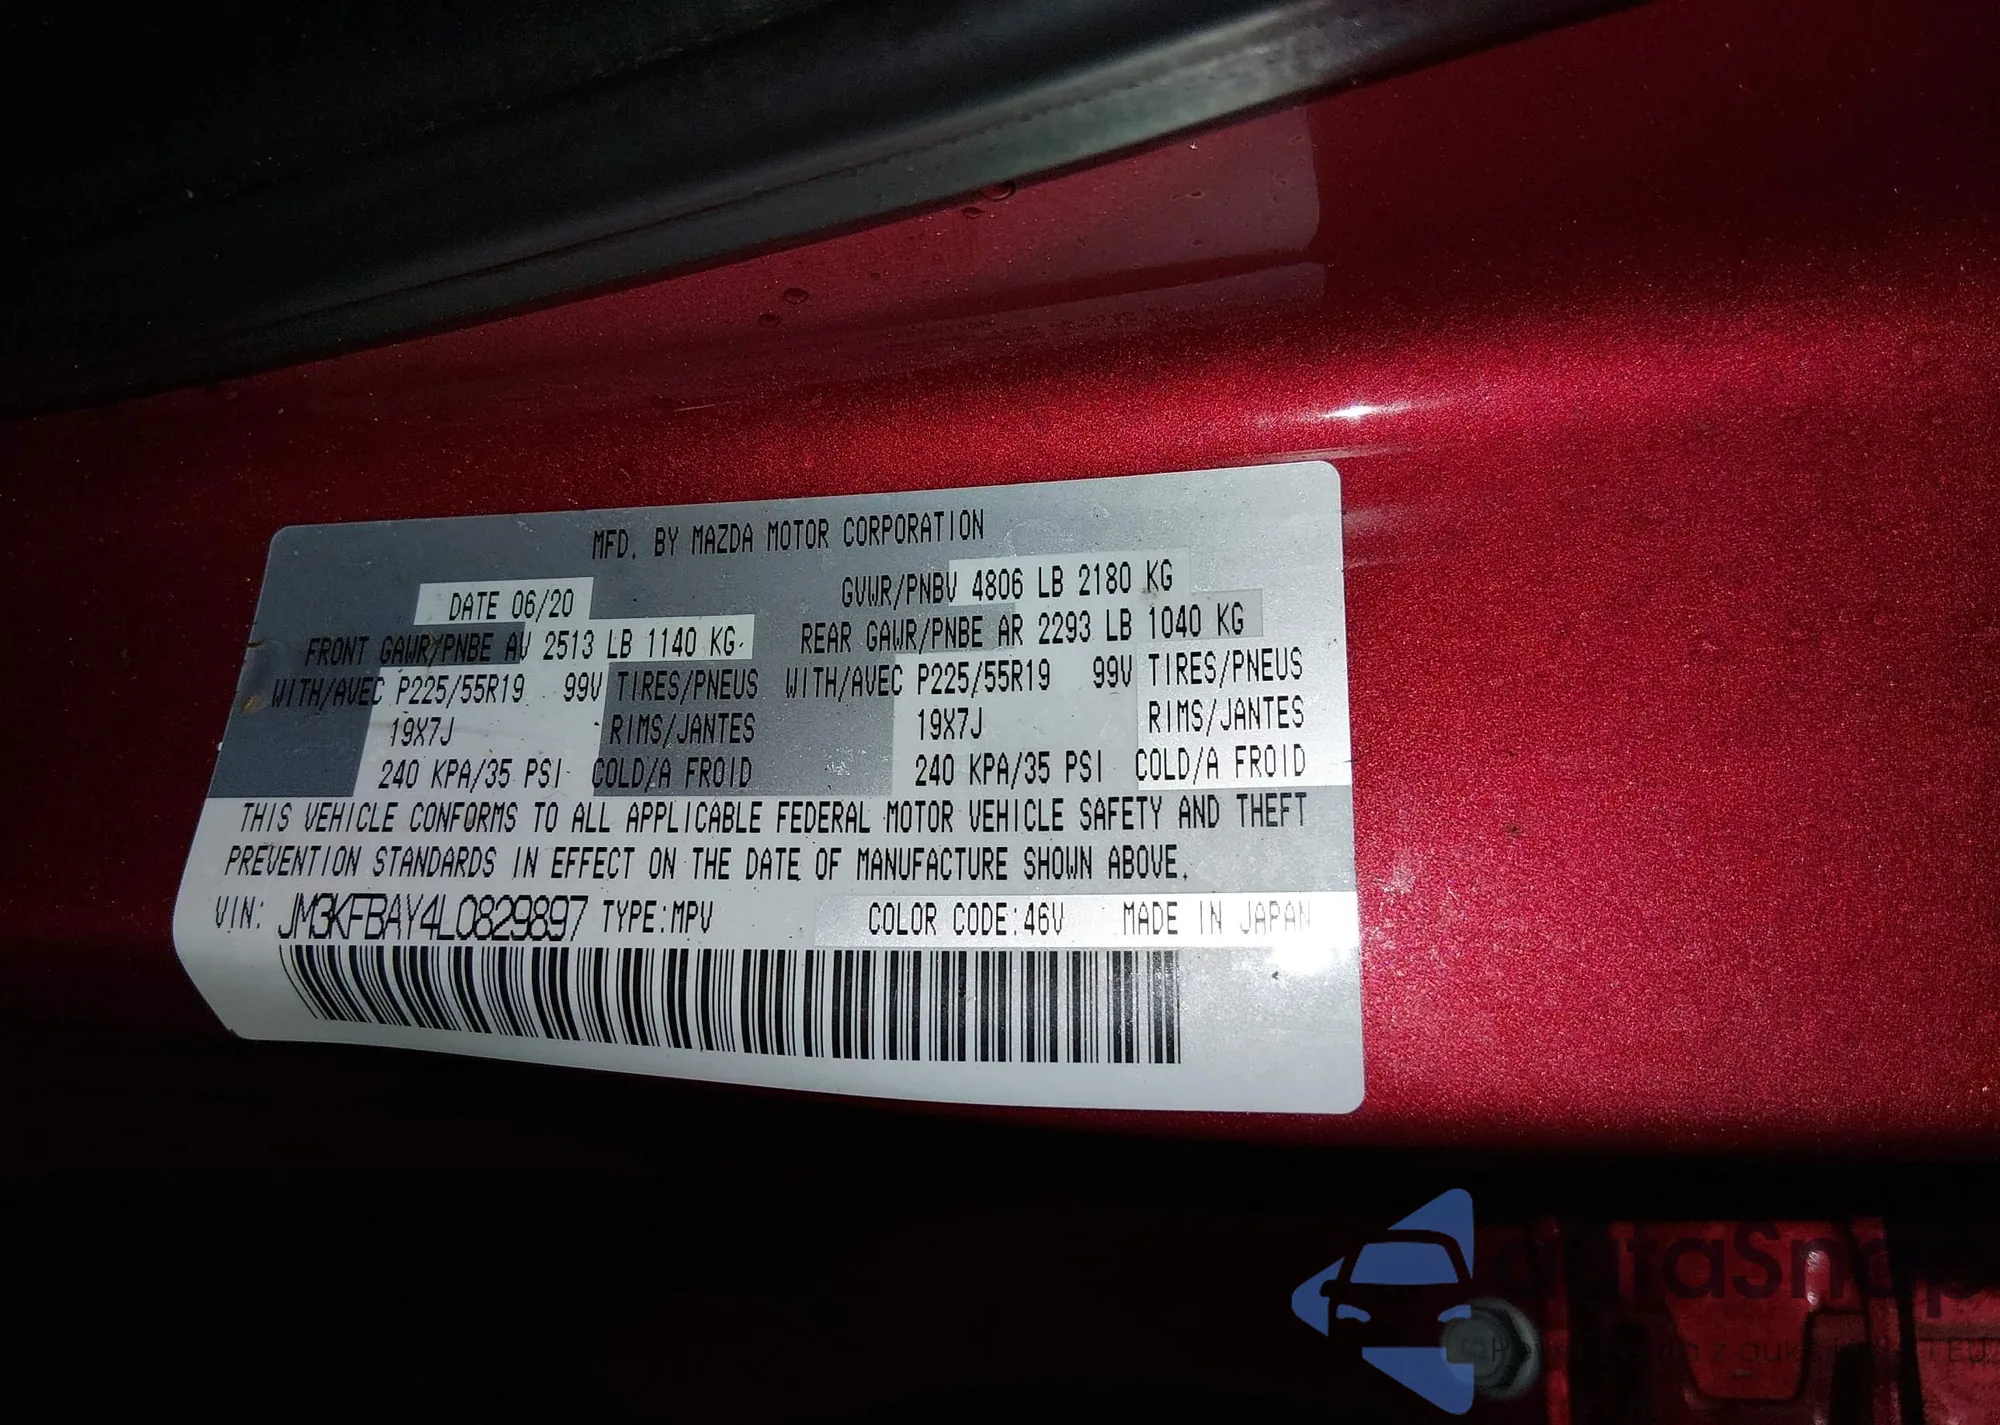 MFD. BY MAZDA MOTOR CORPORATION
DATE 06/20 GVWR/PNBV 4806 LB 2180 KG
FRONT GAWR/PNBE AV 2513 LB 1140 KG REAR GAWR/PNBE AR 2293 LB 1040 KG
WITH/AVEC P225/55R19 99V TIRES/PNEUS WITH/AVEC P225/55R19 99V TIRES/PNEUS
19X7J RIMS/JANTES 19X7J RIMS/JANTES
240 KPA/35 PSI COLD/A FROID 240 KPA/35 PSI COLD/A FROID
THIS VEHICLE CONFORMS TO ALL APPLICABLE FEDERAL MOTOR VEHICLE SAFETY AND THEFT
PREVENTION STANDARDS IN EFFECT ON THE DATE OF MANUFACTURE SHOWN ABOVE.
VIN: JM3KFBAY4L0829897 TYPE:MPV COLOR CODE:46V MADE IN JAPAN
autaSnap